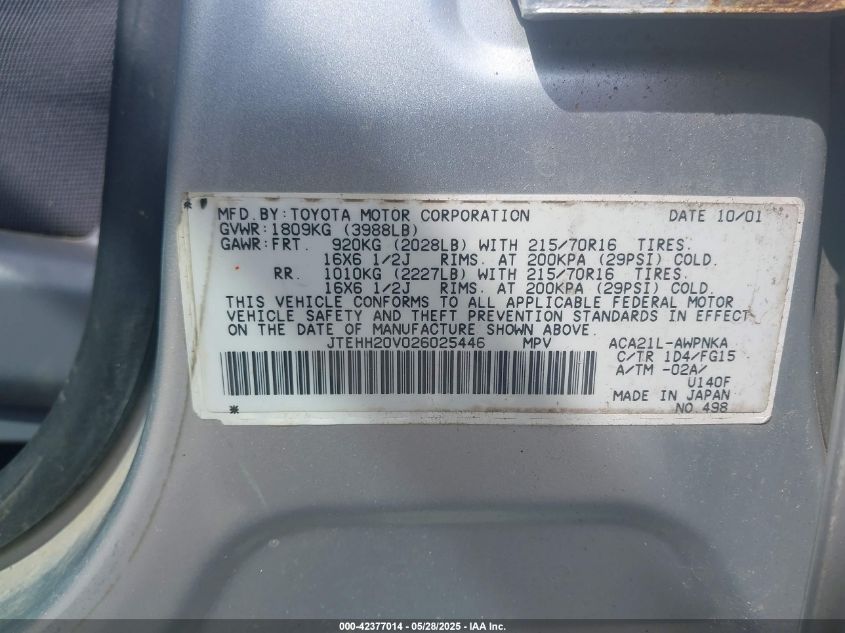 MFD.BY:TOYOTA MOTOR CORPORATION DATE 10/01
GVWR:1809KG (3988LB)
GAWR:FRT. 920KG (2028LB) WITH 215/70R16 TIRES.
16X6 1/2J RIMS. AT 200KPA (29PSI) COLD.
RR. 1010KG (2227LB) WITH 215/70R16 TIRES.
16X6 1/2J RIMS. AT 200KPA (29PSI) COLD.
THIS VEHICLE CONFORMS TO ALL APPLICABLE FEDERAL MOTOR
VEHICLE SAFETY AND THEFT PREVENTION STANDARDS IN EFFECT
ON THE DATE OF MANUFACTURE SHOWN ABOVE.
JTEHH20V026025446 MPV ACA21L-AWPNKA
C/TR 1D4/FG15
A/TM -02A/
U140F
MADE IN JAPAN
NO.498
000-42377014 - 05/28/2025 - IAA Inc.